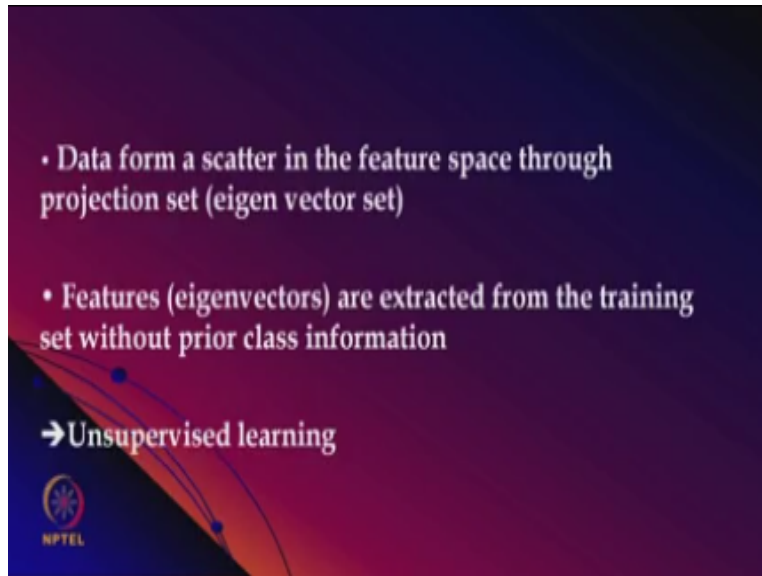 • Data form a scatter in the feature space through
projection set (eigen vector set)
• Features (eigenvectors) are extracted from the training
set without prior class information
➔Unsupervised learning
NPTEL